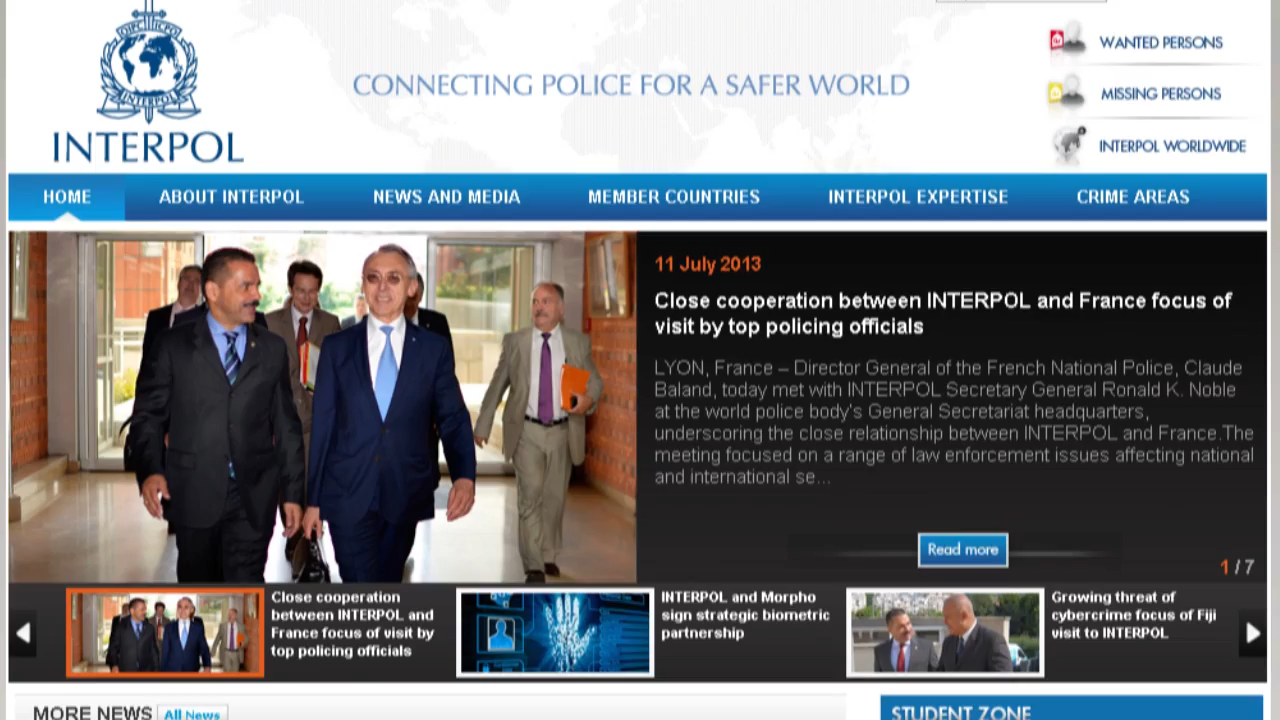 OIPC ICPO
INTERPOL
INTERPOL
CONNECTING POLICE FOR A SAFER WORLD
WANTED PERSONS
MISSING PERSONS
INTERPOL WORLDWIDE
HOME
ABOUT INTERPOL
NEWS AND MEDIA
MEMBER COUNTRIES
INTERPOL EXPERTISE
CRIME AREAS
11 July 2013
Close cooperation between INTERPOL and France focus of
visit by top policing officials
LYON, France – Director General of the French National Police, Claude
Baland, today met with INTERPOL Secretary General Ronald K. Noble
at the world police body's General Secretariat headquarters,
underscoring the close relationship between INTERPOL and France.The
meeting focused on a range of law enforcement issues affecting national
and international se...
Read more
1 / 7
Close cooperation
between INTERPOL and
France focus of visit by
top policing officials
INTERPOL and Morpho
sign strategic biometric
partnership
Growing threat of
cybercrime focus of Fiji
visit to INTERPOL
MORE NEWS
All News
STUDENT ZONE